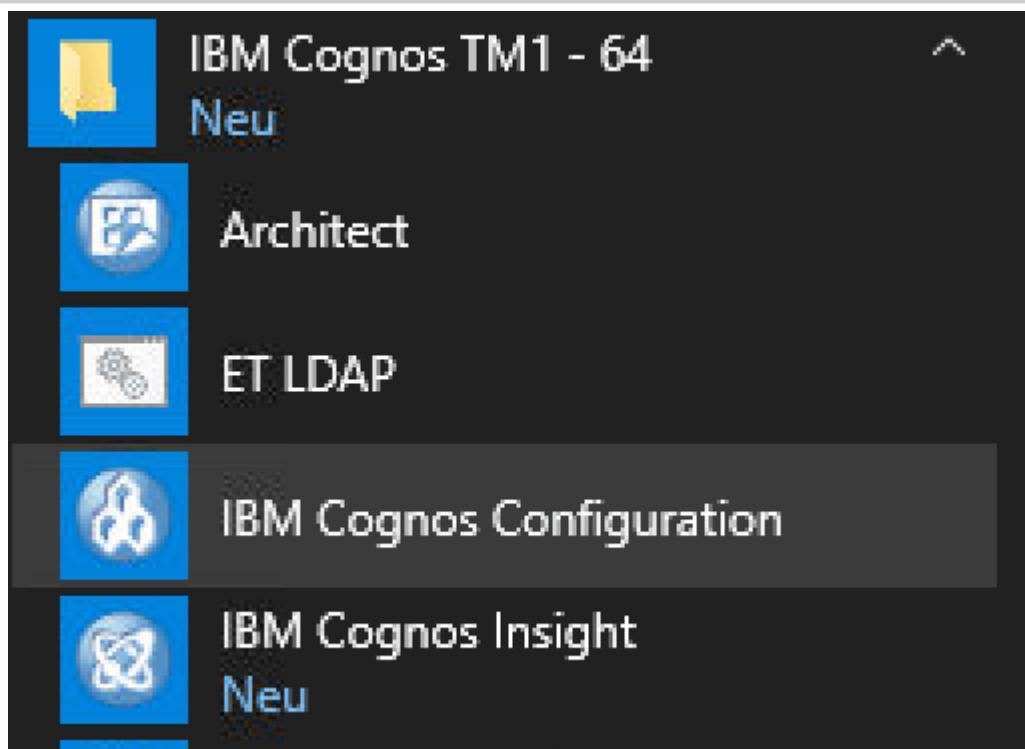 IBM Cognos TM1 - 64
Neu
Architect
ET LDAP
IBM Cognos Configuration
IBM Cognos Insight
Neu